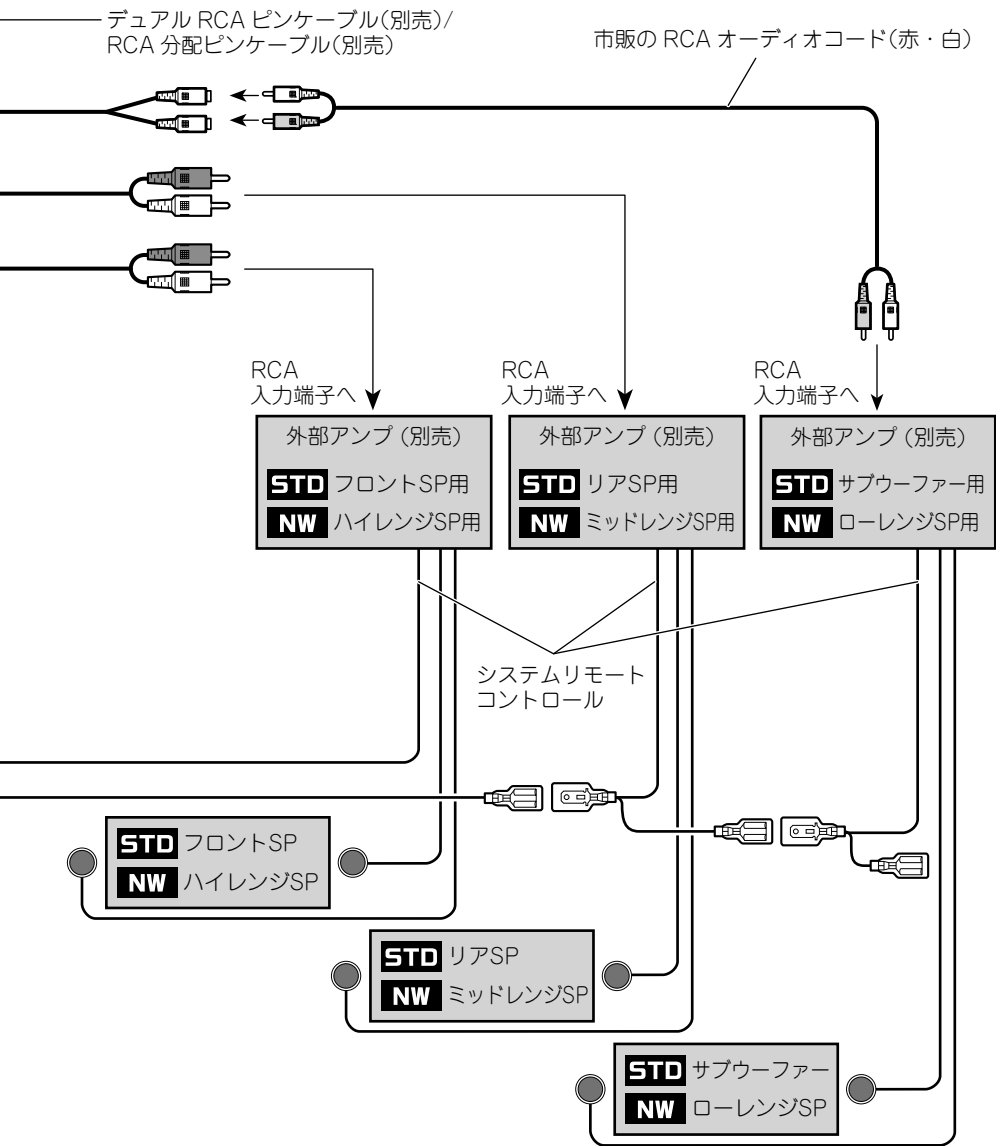 デュアル RCA ピンケーブル(別売)/
RCA 分配ピンケーブル(別売)
市販の RCA オーディオコード(赤・白)
RCA
入力端子へ
RCA
入力端子へ
RCA
入力端子へ
外部アンプ (別売)
STD フロントSP用
NW ハイレンジSP用
外部アンプ (別売)
STD リアSP用
NW ミッドレンジSP用
外部アンプ (別売)
STD サブウーファー用
NW ローレンジSP用
システムリモート
コントロール
STD フロントSP
NW ハイレンジSP
STD リアSP
NW ミッドレンジSP
STD サブウーファー
NW ローレンジSP